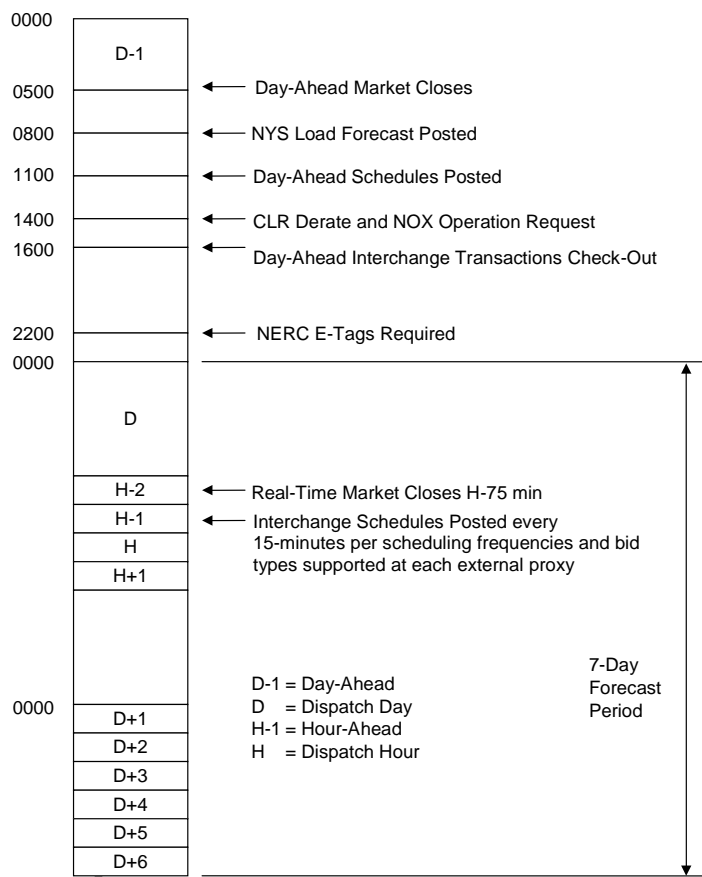 0000
D-1
0500
Day-Ahead Market Closes
0800
NYS Load Forecast Posted
1100
Day-Ahead Schedules Posted
1400
CLR Derate and NOX Operation Request
1600
Day-Ahead Interchange Transactions Check-Out
2200
NERC E-Tags Required
0000
D
H-2
Real-Time Market Closes H-75 min
H-1
Interchange Schedules Posted every
15-minutes per scheduling frequencies and bid
types supported at each external proxy
H
H+1
7-Day
Forecast
Period
D-1 = Day-Ahead
D = Dispatch Day
H-1 = Hour-Ahead
H = Dispatch Hour
0000
D+1
D+2
D+3
D+4
D+5
D+6